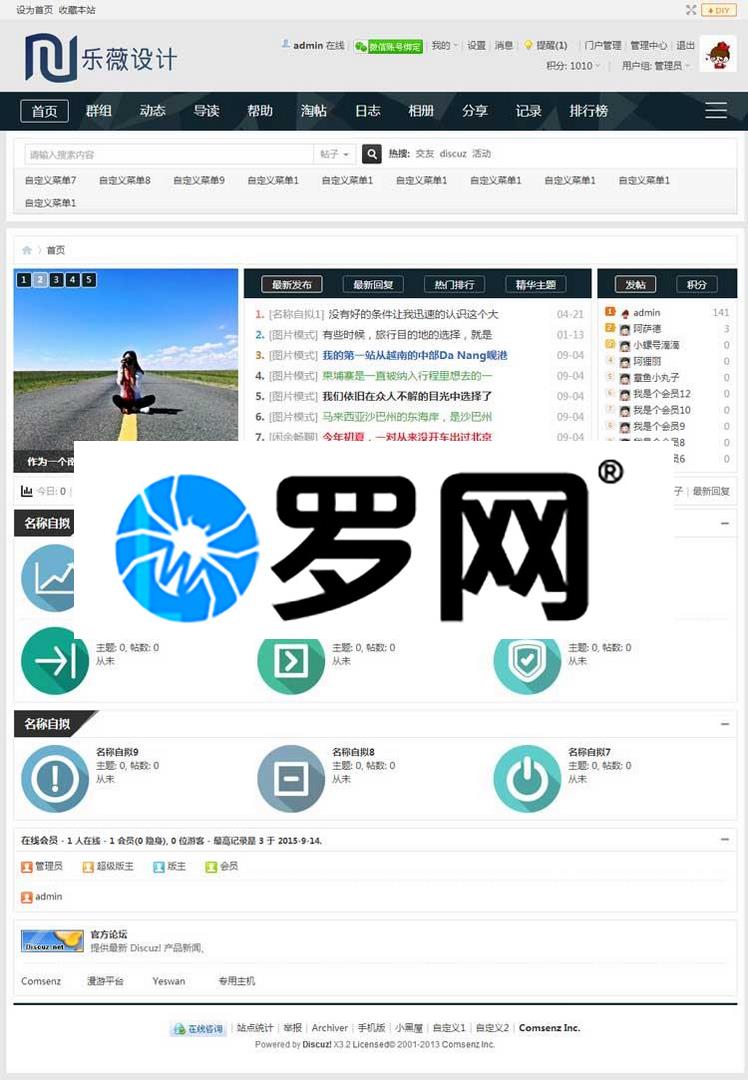 设为首页 收藏本站
DIY
乐薇设计
admin 在线 | 微信账号绑定 | 我的 | 设置 | 消息 | 提醒(1) | 门户管理 | 管理中心 | 退出
积分: 1010 | 用户组: 管理员
首页 群组 动态 导读 帮助 淘帖 日志 相册 分享 记录 排行榜
请输入搜索内容 帖子 热搜: 交友 discuz 活动
自定义菜单7 自定义菜单8 自定义菜单9 自定义菜单1 自定义菜单1 自定义菜单1 自定义菜单1 自定义菜单1 自定义菜单1
自定义菜单1
首页
1 2 3 4 5
最新发布 最新回复 热门排行 精华主题
发帖 积分
1. [名称自拟1] 没有好的条件让我迅速的认识这个大 04-21
2. [图片模式] 有些时候，旅行目的地的选择，就是 01-13
3. [图片模式] 我的第一站从越南的中部Da Nang岘港 09-04
4. [图片模式] 柬埔寨是一直被纳入行程里想去的一 09-04
5. [图片模式] 我们依旧在众人不解的目光中选择了 09-04
6. [图片模式] 马来西亚沙巴州的东海岸，是沙巴州 09-04
7. [闲余畅聊] 今年初夏，一对从来没开车出过北京 09-04
1 admin 141
2 阿萨德 3
3 小螺号滴滴 0
4 阿狸丽 0
5 章鱼小丸子 0
6 我是个会员12 0
7 我是个会员10 0
8 我是个会员9 0
员8 0
员6 0
作为一个
今日: 0 |
子 | 最新回复
罗网®
名称自拟
主题: 0, 帖数: 0
从未
主题: 0, 帖数: 0
从未
主题: 0, 帖数: 0
从未
名称自拟
名称自拟9
主题: 0, 帖数: 0
从未
名称自拟8
主题: 0, 帖数: 0
从未
名称自拟7
主题: 0, 帖数: 0
从未
在线会员 - 1 人在线 - 1 会员(0 隐身), 0 位游客 - 最高记录是 3 于 2015-9-14.
管理员 超级版主 版主 会员
admin
Discuz!.net
官方论坛
提供最新 Discuz! 产品新闻、
Comsenz 漫游平台 Yeswan 专用主机
在线咨询 | 站点统计 | 举报 | Archiver | 手机版 | 小黑屋 | 自定义1 | 自定义2 | Comsenz Inc.
Powered by Discuz! X3.2 Licensed© 2001-2013 Comsenz Inc.